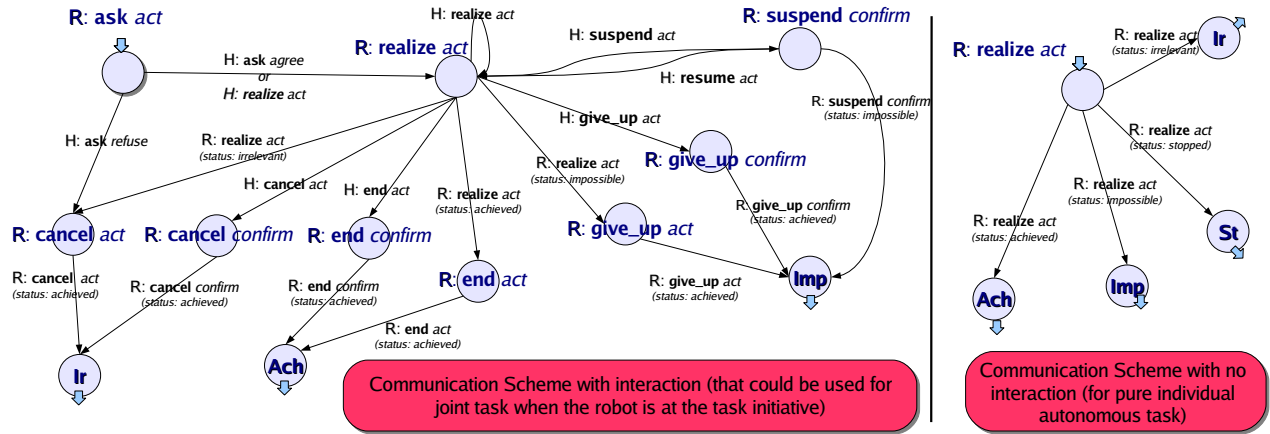 R: ask act
H: realize act
R: suspend confirm
R: realize act
H: suspend act
H: ask agree
or
H: realize act
H: resume act
R: suspend confirm
(status: impossible)
H: ask refuse
R: realize act
(status: irrelevant)
H: cancel act
H: end act
R: realize act
(status: achieved)
R: realize act
(status: impossible)
H: give_up act
R: give_up confirm
R: give_up confirm
(status: achieved)
R: cancel act
R: cancel confirm
R: end confirm
R: give_up act
R: end act
R: cancel act
(status: achieved)
R: cancel confirm
(status: achieved)
R: end confirm
(status: achieved)
R: give_up act
(status: achieved)
Imp
R: end act
(status: achieved)
Ir
Ach
Communication Scheme with interaction (that could be used for
joint task when the robot is at the task initiative)
R: realize act
R: realize act
(status: irrelevant)
Ir
R: realize act
(status: stopped)
R: realize act
(status: impossible)
R: realize act
(status: achieved)
St
Imp
Ach
Communication Scheme with no
interaction (for pure individual
autonomous task)